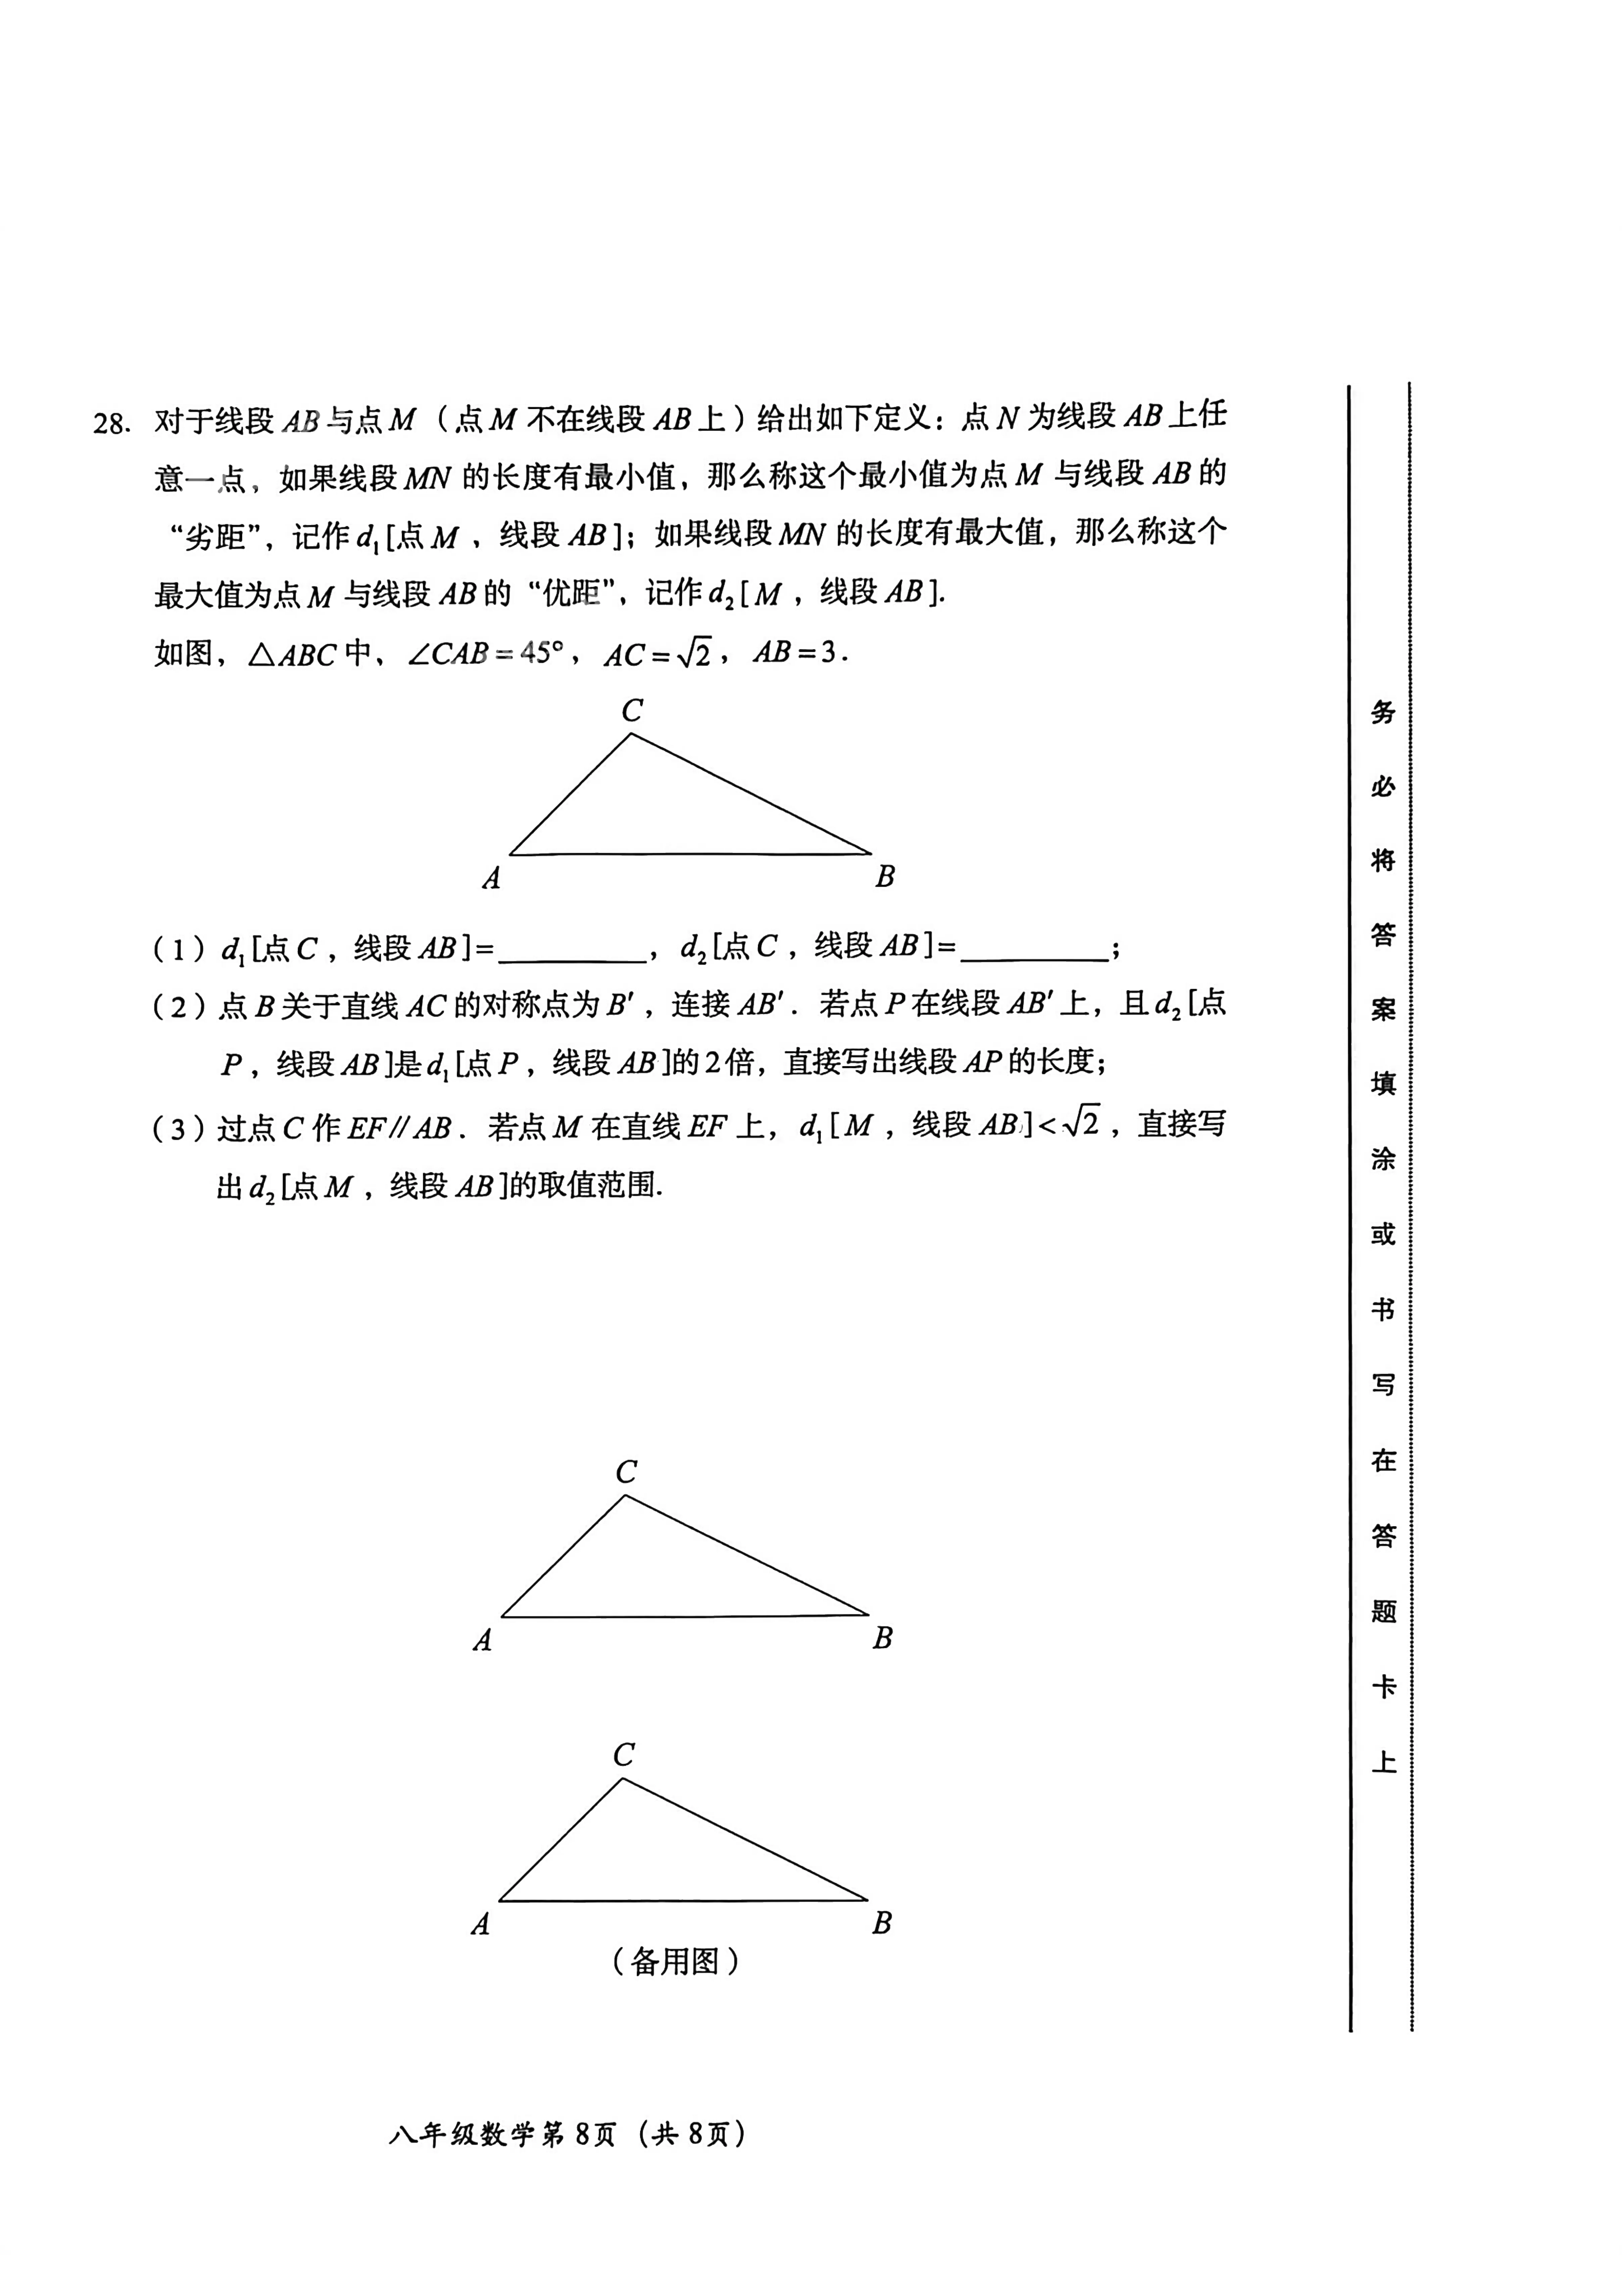 28. 对于线段AB与点M（点M不在线段AB上）给出如下定义：点N为线段AB上任
意一点，如果线段MN的长度有最小值，那么称这个最小值为点M与线段AB的
“劣距”，记作d₁[点M，线段AB]；如果线段MN的长度有最大值，那么称这个
最大值为点M与线段AB的“优距”，记作d₂[M，线段AB].
如图，△ABC中，∠CAB=45°，AC=√2，AB=3.
C
A
B
（1）d₁[点C，线段AB]=________，d₂[点C，线段AB]=________；
（2）点B关于直线AC的对称点为B′，连接AB′．若点P在线段AB′上，且d₂[点
P，线段AB]是d₁[点P，线段AB]的2倍，直接写出线段AP的长度；
（3）过点C作EF∥AB．若点M在直线EF上，d₁[M，线段AB]<√2，直接写
出d₂[点M，线段AB]的取值范围.
C
A
B
C
A
B
（备用图）
八年级数学第8页（共8页）
务
必
将
答
案
填
涂
或
书
写
在
答
题
卡
上